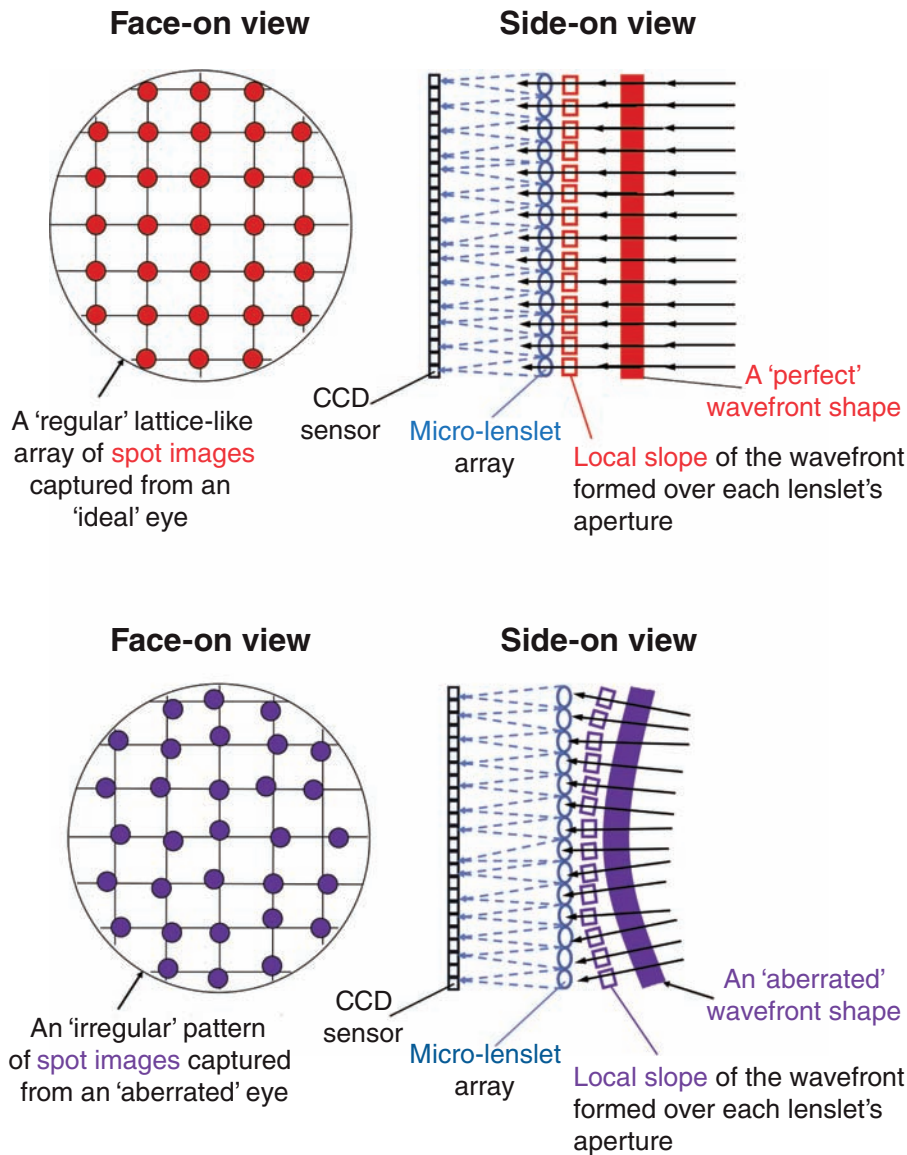 Face-on view
Side-on view
A ‘regular’ lattice-like
array of spot images
captured from an
‘ideal’ eye
CCD
sensor
Micro-lenslet
array
A ‘perfect’
wavefront shape
Local slope of the wavefront
formed over each lenslet’s
aperture
Face-on view
Side-on view
An ‘irregular’ pattern
of spot images captured
from an ‘aberrated’ eye
CCD
sensor
Micro-lenslet
array
An ‘aberrated’
wavefront shape
Local slope of the wavefront
formed over each lenslet’s
aperture